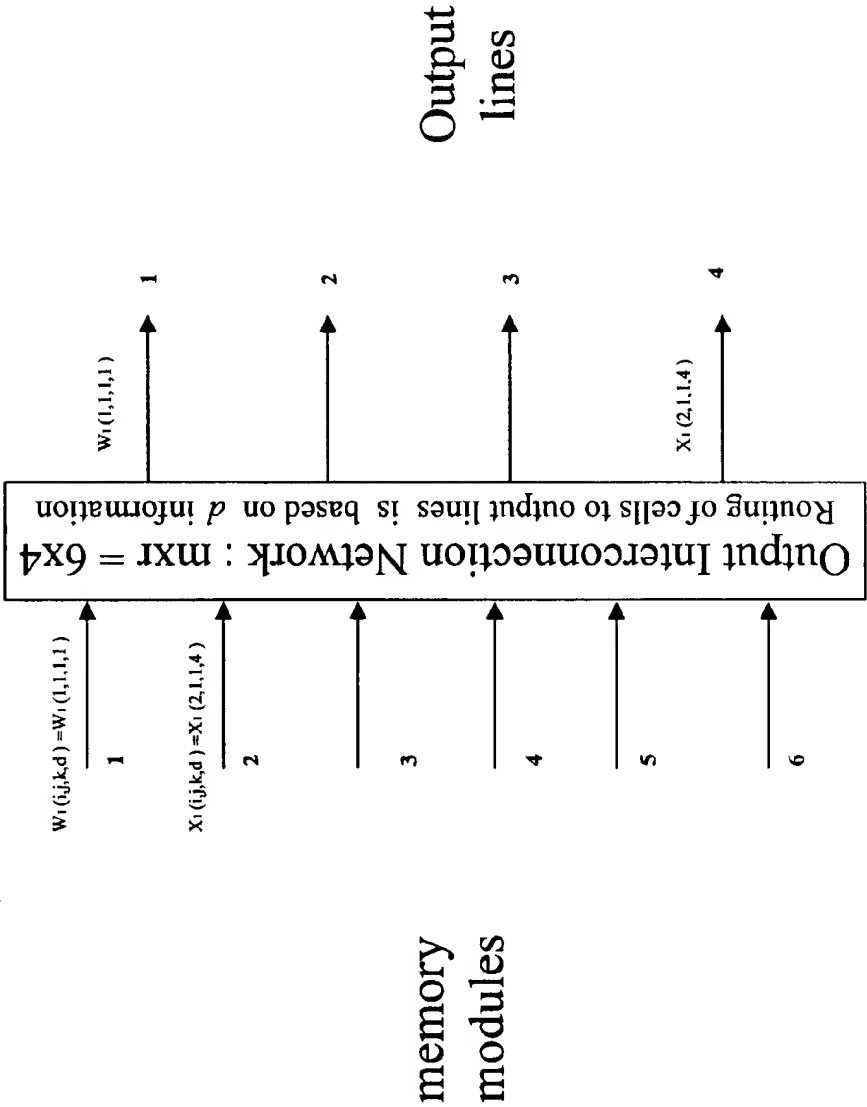 memory
modules
W1(i,j,k,d) =W1(1,1,1,1)
1
X1(i,j,k,d) =X1(2,1,1,4)
2
3
4
5
6
Output Interconnection Network : mxr = 6x4
Routing of cells to output lines is based on d information
W1(1,1,1,1)
1
2
3
X1(2,1,1,4)
4
Output
lines